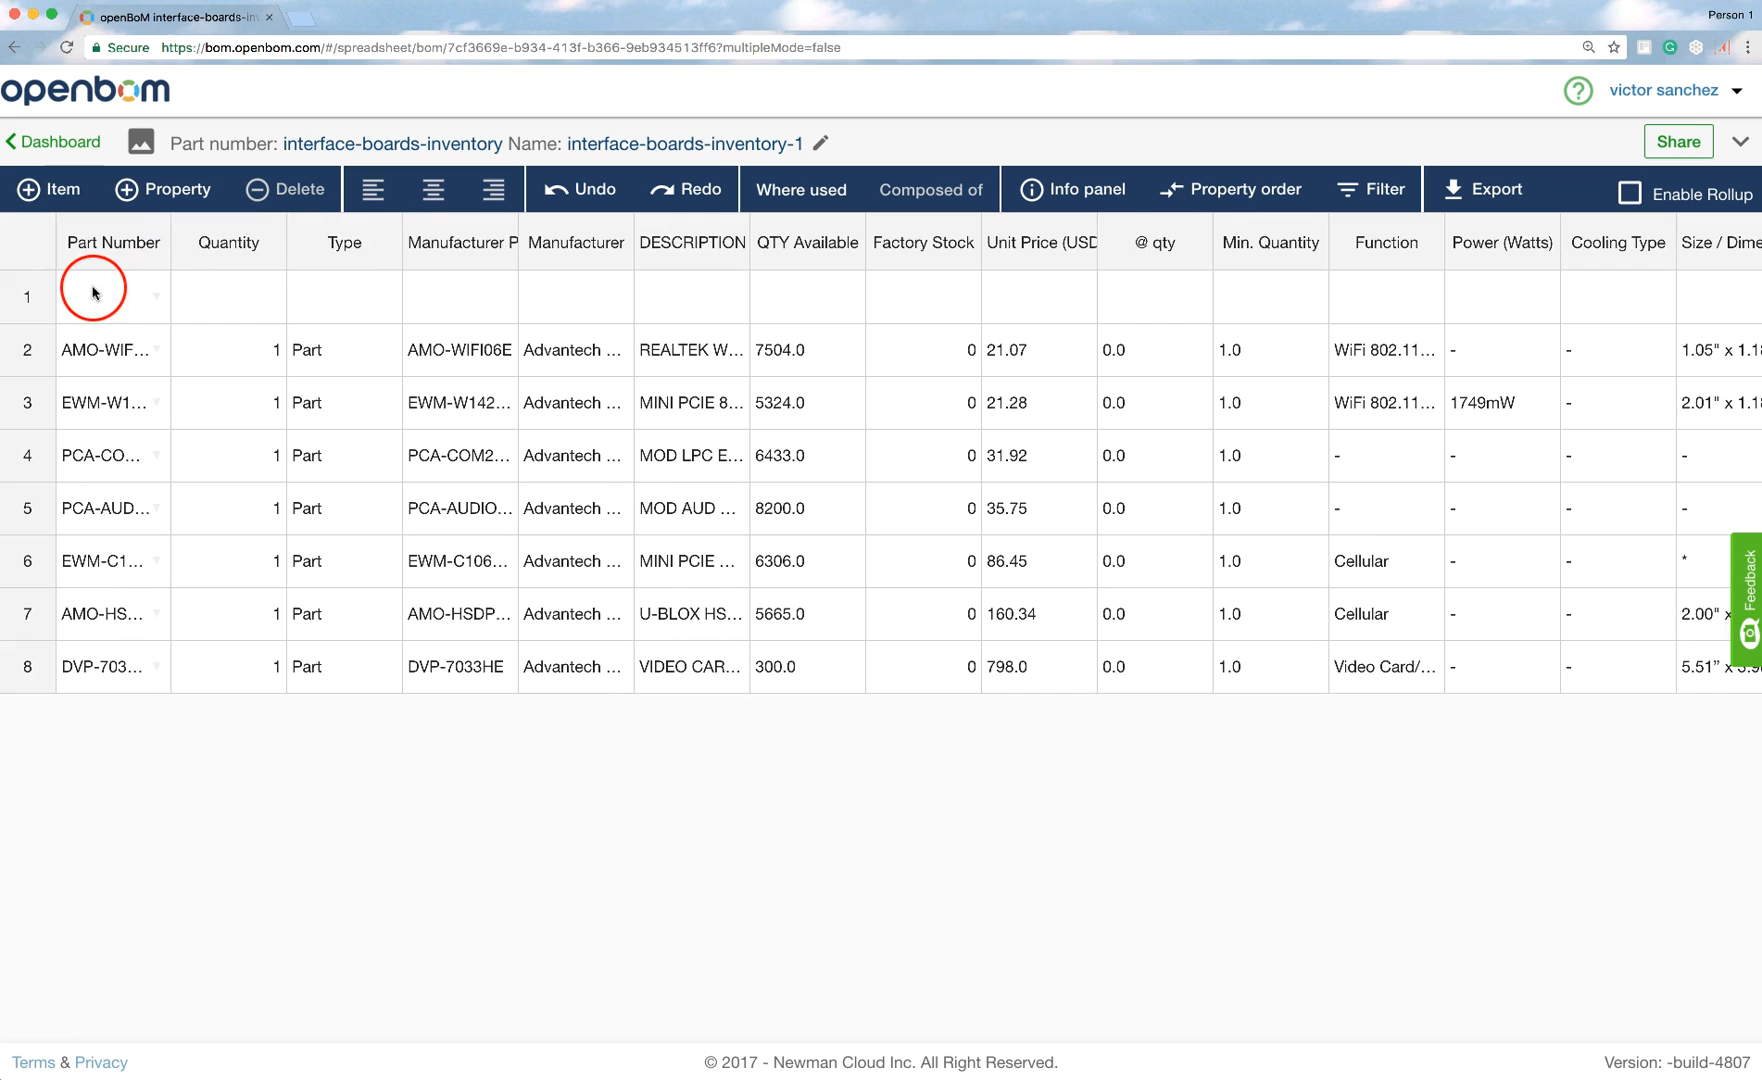 openBoM interface-boards-inv × Person 1
Secure https://bom.openbom.com/#/spreadsheet/bom/7cf3669e-b934-413f-b366-9eb934513ff6?multipleMode=false
openbom ? victor sanchez
Dashboard Part number: interface-boards-inventory Name: interface-boards-inventory-1 Share
Item Property Delete Undo Redo Where used Composed of Info panel Property order Filter Export Enable Rollup
Part Number Quantity Type Manufacturer P Manufacturer DESCRIPTION QTY Available Factory Stock Unit Price (USD @ qty Min. Quantity Function Power (Watts) Cooling Type Size / Dime
1
2 AMO-WIF... 1 Part AMO-WIFI06E Advantech ... REALTEK W... 7504.0 0 21.07 0.0 1.0 WiFi 802.11... - - 1.05" x 1.18
3 EWM-W1... 1 Part EWM-W142... Advantech ... MINI PCIE 8... 5324.0 0 21.28 0.0 1.0 WiFi 802.11... 1749mW - 2.01" x 1.18
4 PCA-CO... 1 Part PCA-COM2... Advantech ... MOD LPC E... 6433.0 0 31.92 0.0 1.0 - - - -
5 PCA-AUD... 1 Part PCA-AUDIO... Advantech ... MOD AUD ... 8200.0 0 35.75 0.0 1.0 - - - -
6 EWM-C1... 1 Part EWM-C106... Advantech ... MINI PCIE ... 6306.0 0 86.45 0.0 1.0 Cellular - - *
7 AMO-HS... 1 Part AMO-HSDP... Advantech ... U-BLOX HS... 5665.0 0 160.34 0.0 1.0 Cellular - - 2.00" x
8 DVP-703... 1 Part DVP-7033HE Advantech ... VIDEO CAR... 300.0 0 798.0 0.0 1.0 Video Card/... - - 5.51" x
Feedback
Terms & Privacy © 2017 - Newman Cloud Inc. All Right Reserved. Version: -build-4807